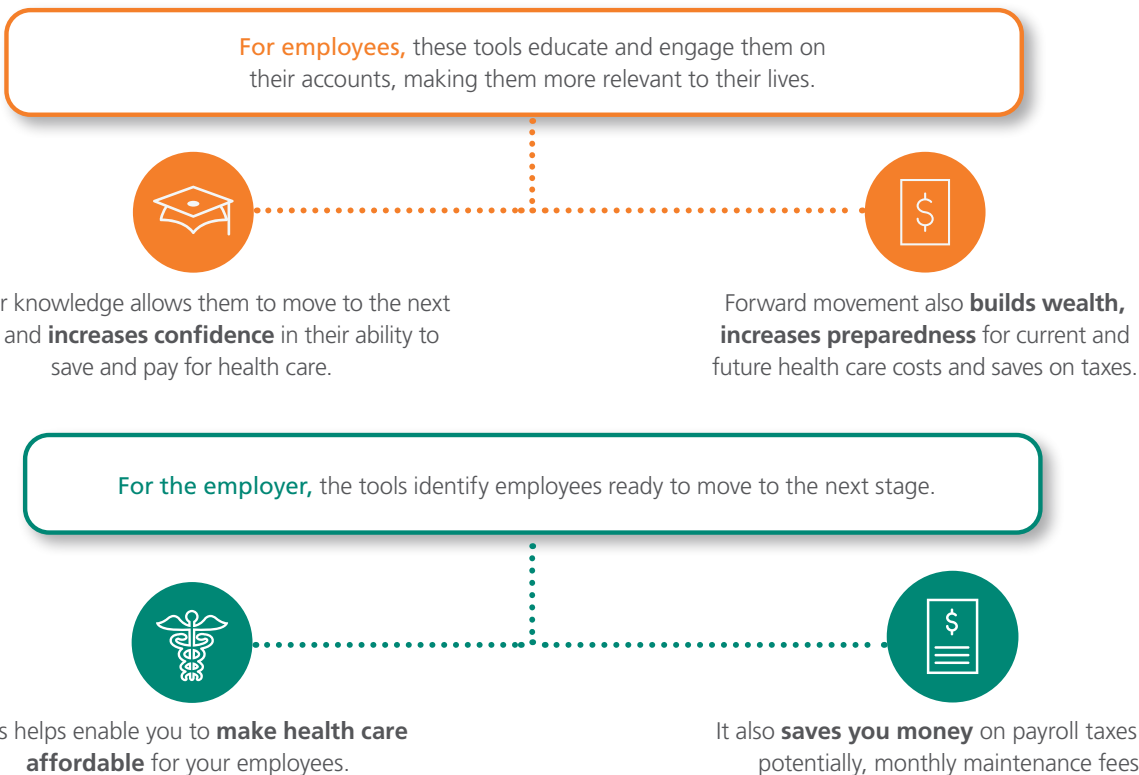 For employees, these tools educate and engage them on
their accounts, making them more relevant to their lives.
$
r knowledge allows them to move to the next
and increases confidence in their ability to
save and pay for health care.
Forward movement also builds wealth,
increases preparedness for current and
future health care costs and saves on taxes.
For the employer, the tools identify employees ready to move to the next stage.
$
s helps enable you to make health care
affordable for your employees.
It also saves you money on payroll taxes
potentially, monthly maintenance fees